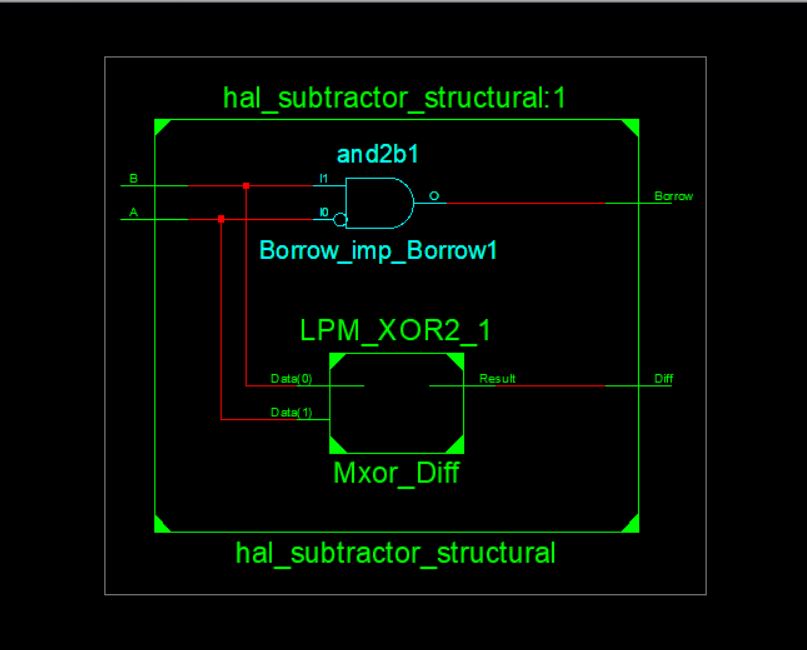 hal_subtractor_structural:1
and2b1
B
I1
O
Borrow
A
I0
Borrow_imp_Borrow1
LPM_XOR2_1
Data(0)
Result
Diff
Data(1)
Mxor_Diff
hal_subtractor_structural